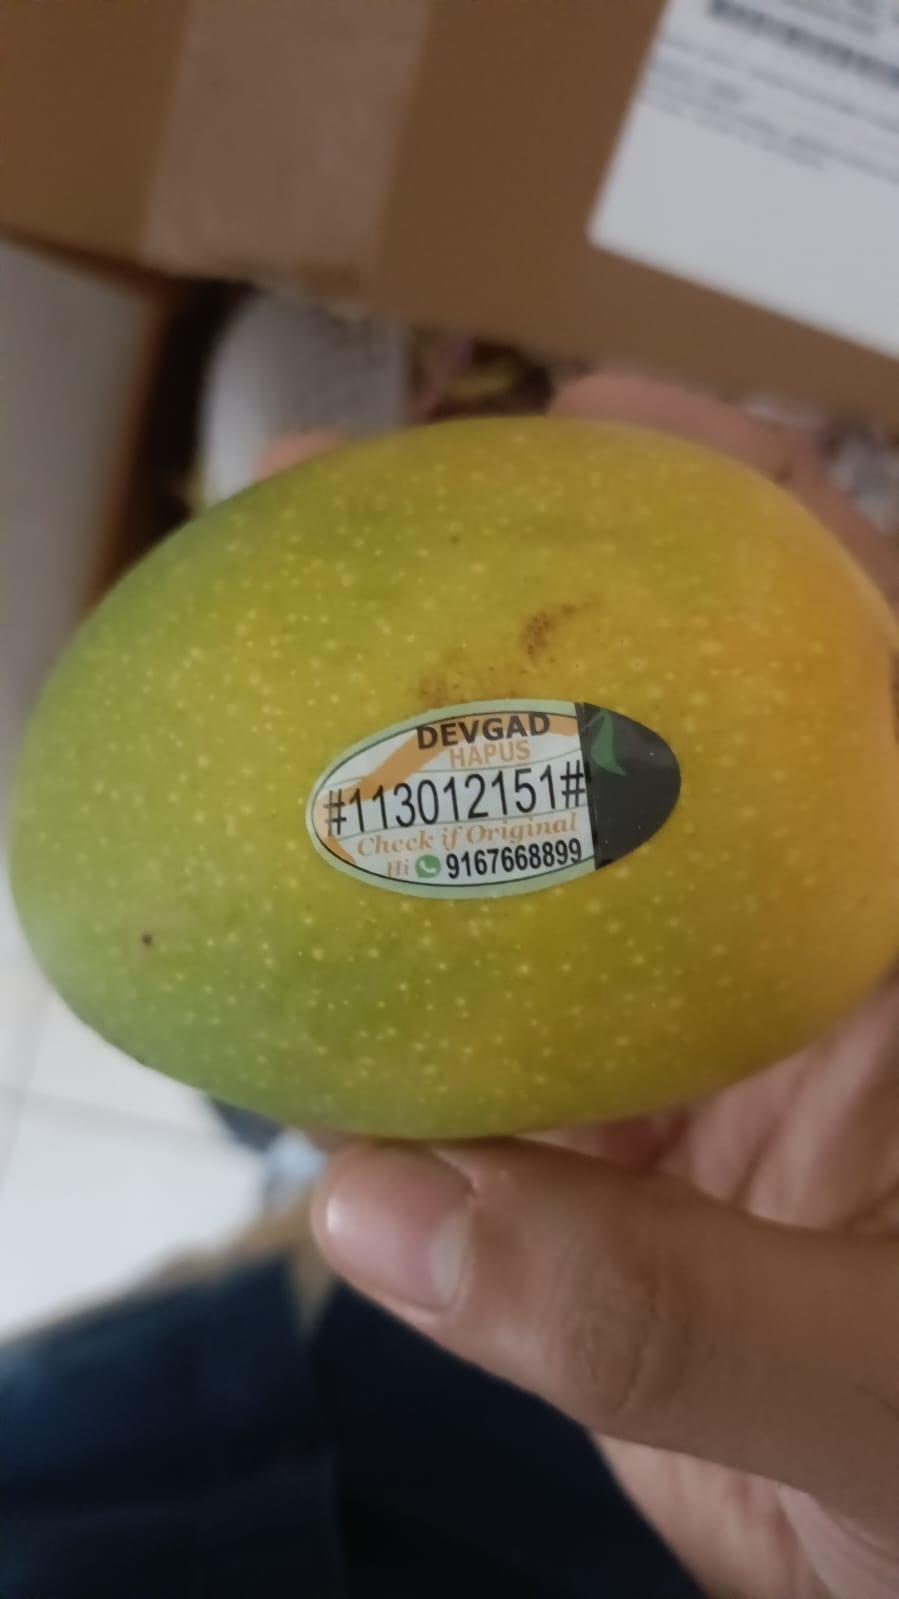 DEVGAD
HAPUS
#113012151#
Check if Original
Hi 9167668899